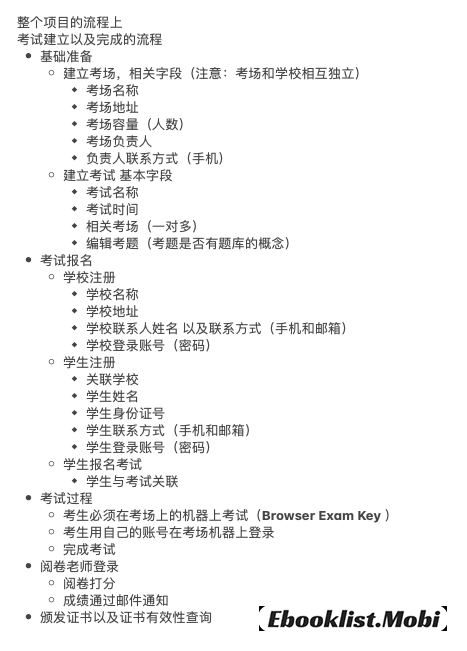 整个项目的流程上
考试建立以及完成的流程
基础准备
建立考场，相关字段（注意：考场和学校相互独立）
考场名称
考场地址
考场容量（人数）
考场负责人
负责人联系方式（手机）
建立考试 基本字段
考试名称
考试时间
相关考场（一对多）
编辑考题（考题是否有题库的概念）
考试报名
学校注册
学校名称
学校地址
学校联系人姓名 以及联系方式（手机和邮箱）
学校登录账号（密码）
学生注册
关联学校
学生姓名
学生身份证号
学生联系方式（手机和邮箱）
学生登录账号（密码）
学生报名考试
学生与考试关联
考试过程
考生必须在考场上的机器上考试（Browser Exam Key ）
考生用自己的账号在考场机器上登录
完成考试
阅卷老师登录
阅卷打分
成绩通过邮件通知
颁发证书以及证书有效性查询
Ebooklist.Mobi